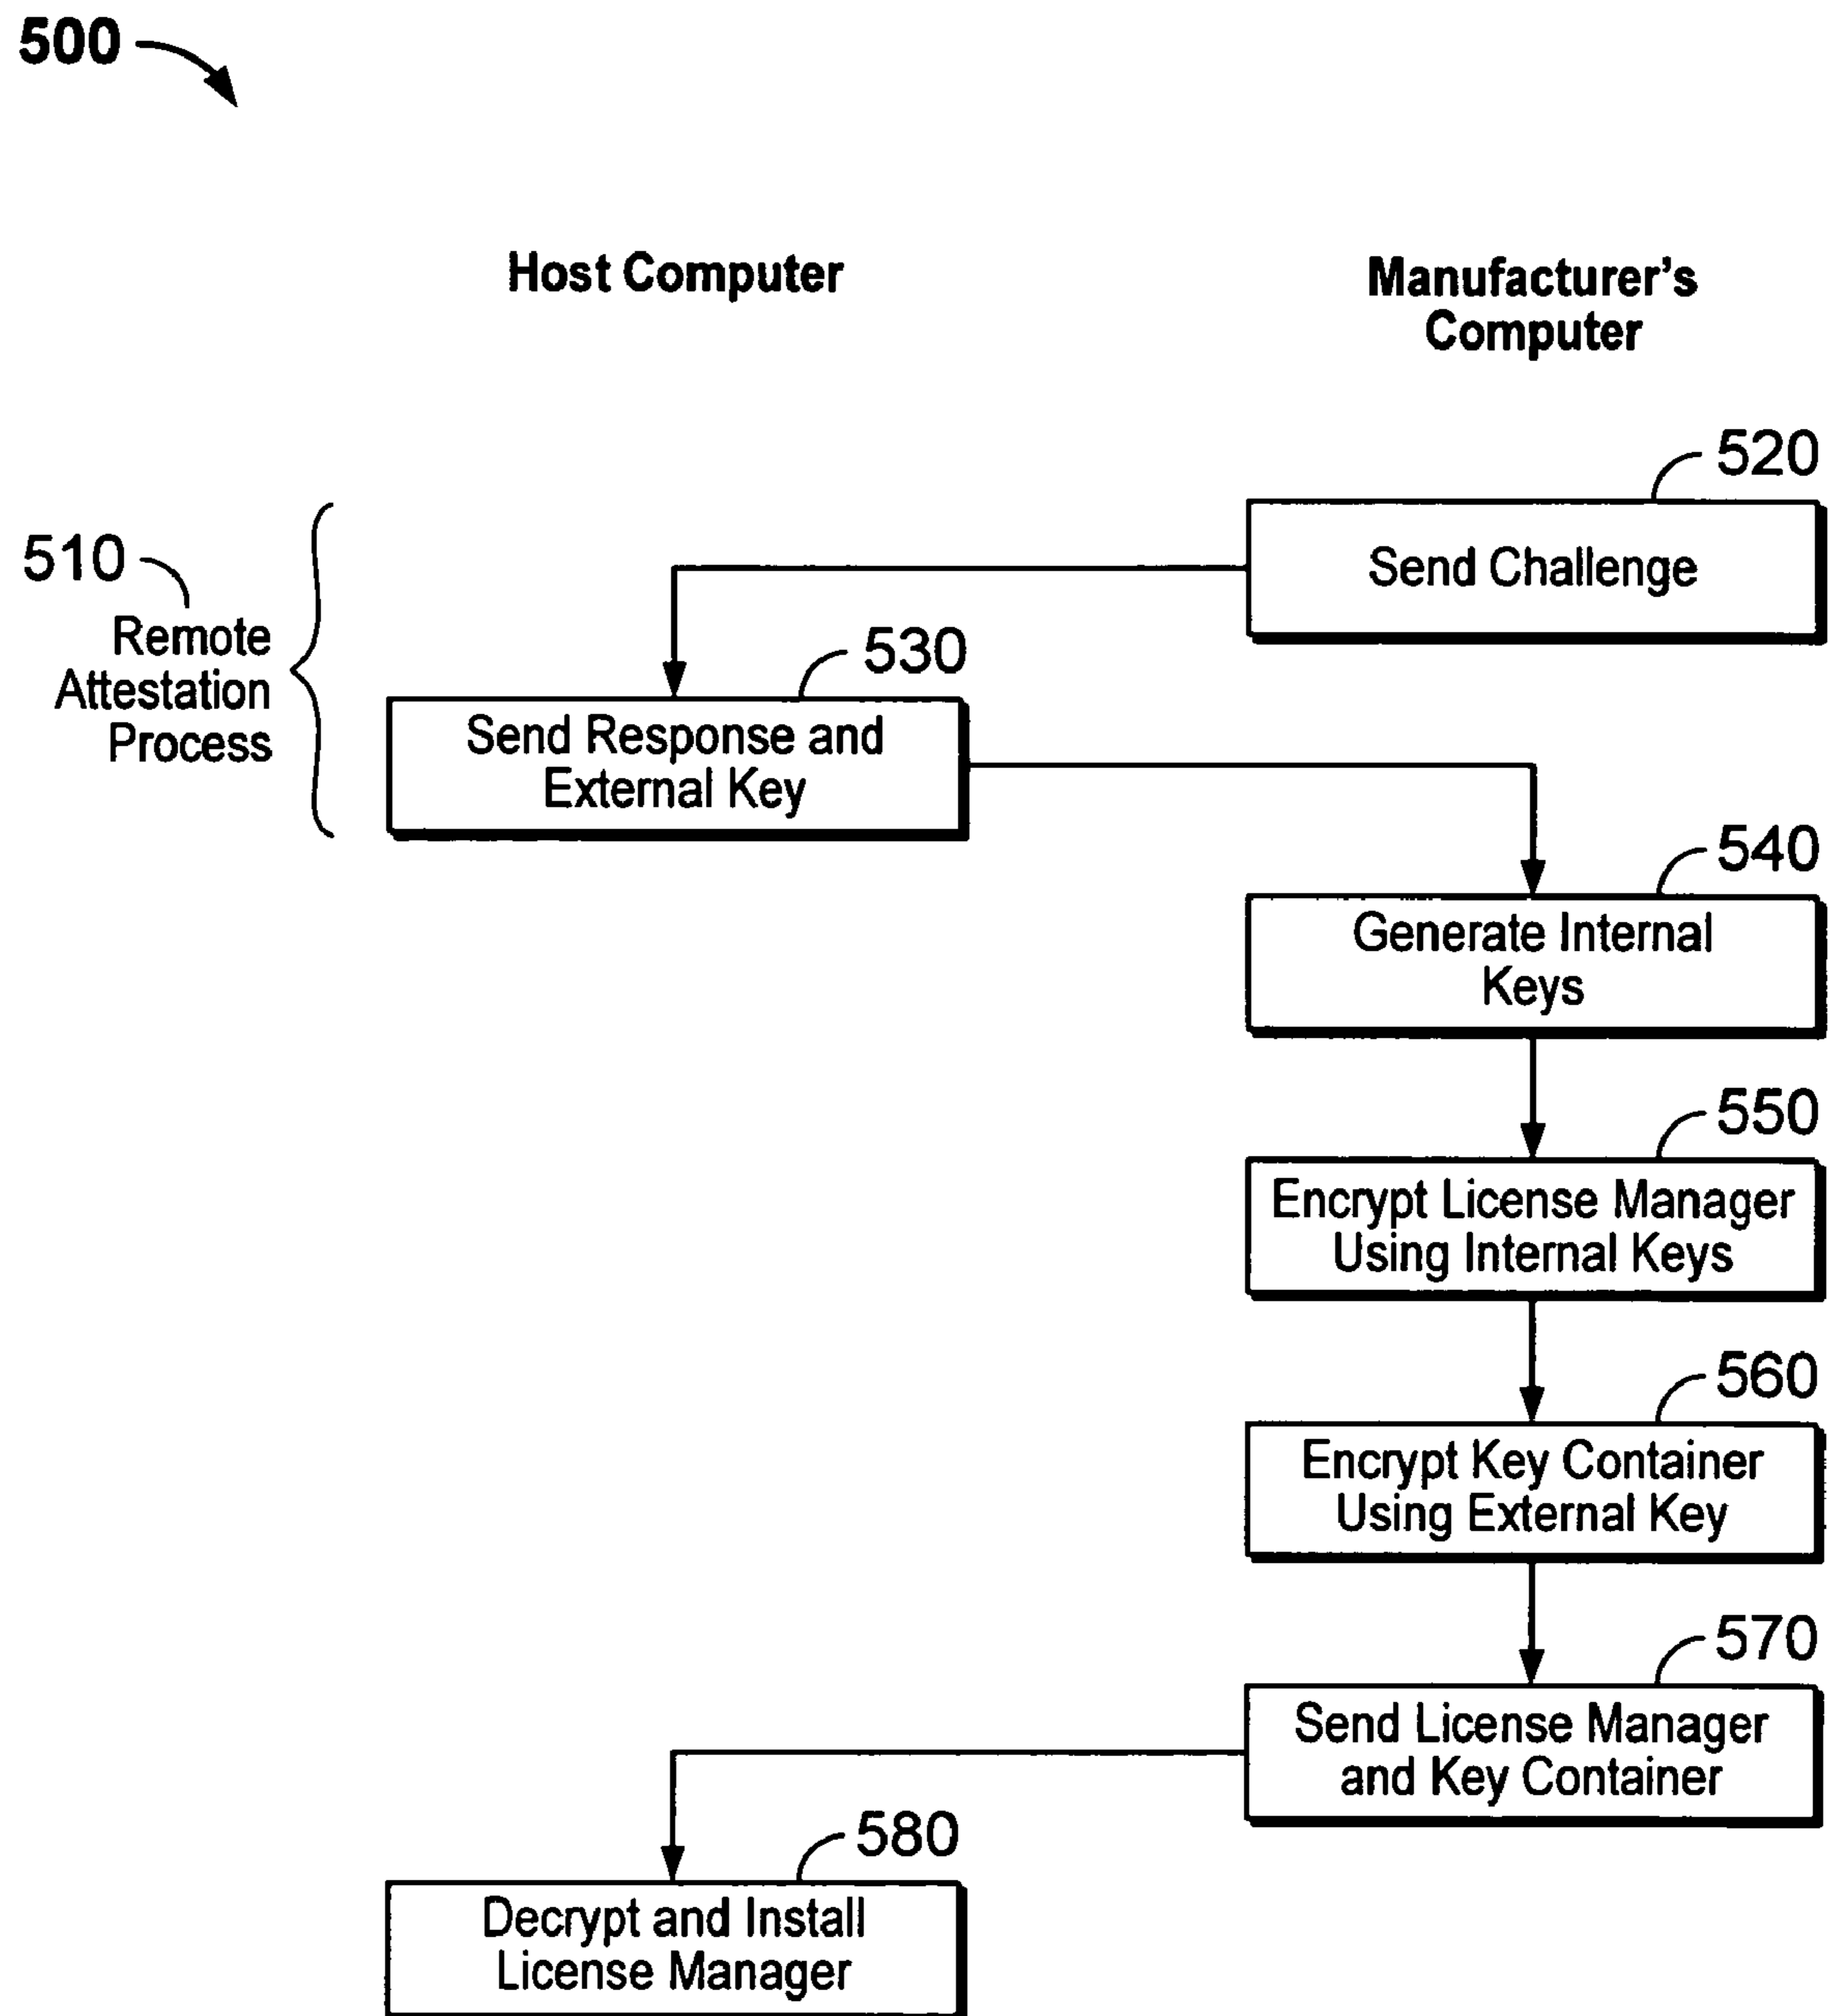 500
Host Computer
Manufacturer's
Computer
520
Send Challenge
510
Remote
Attestation
Process
530
Send Response and
External Key
540
Generate Internal
Keys
550
Encrypt License Manager
Using Internal Keys
560
Encrypt Key Container
Using External Key
570
Send License Manager
and Key Container
580
Decrypt and Install
License Manager